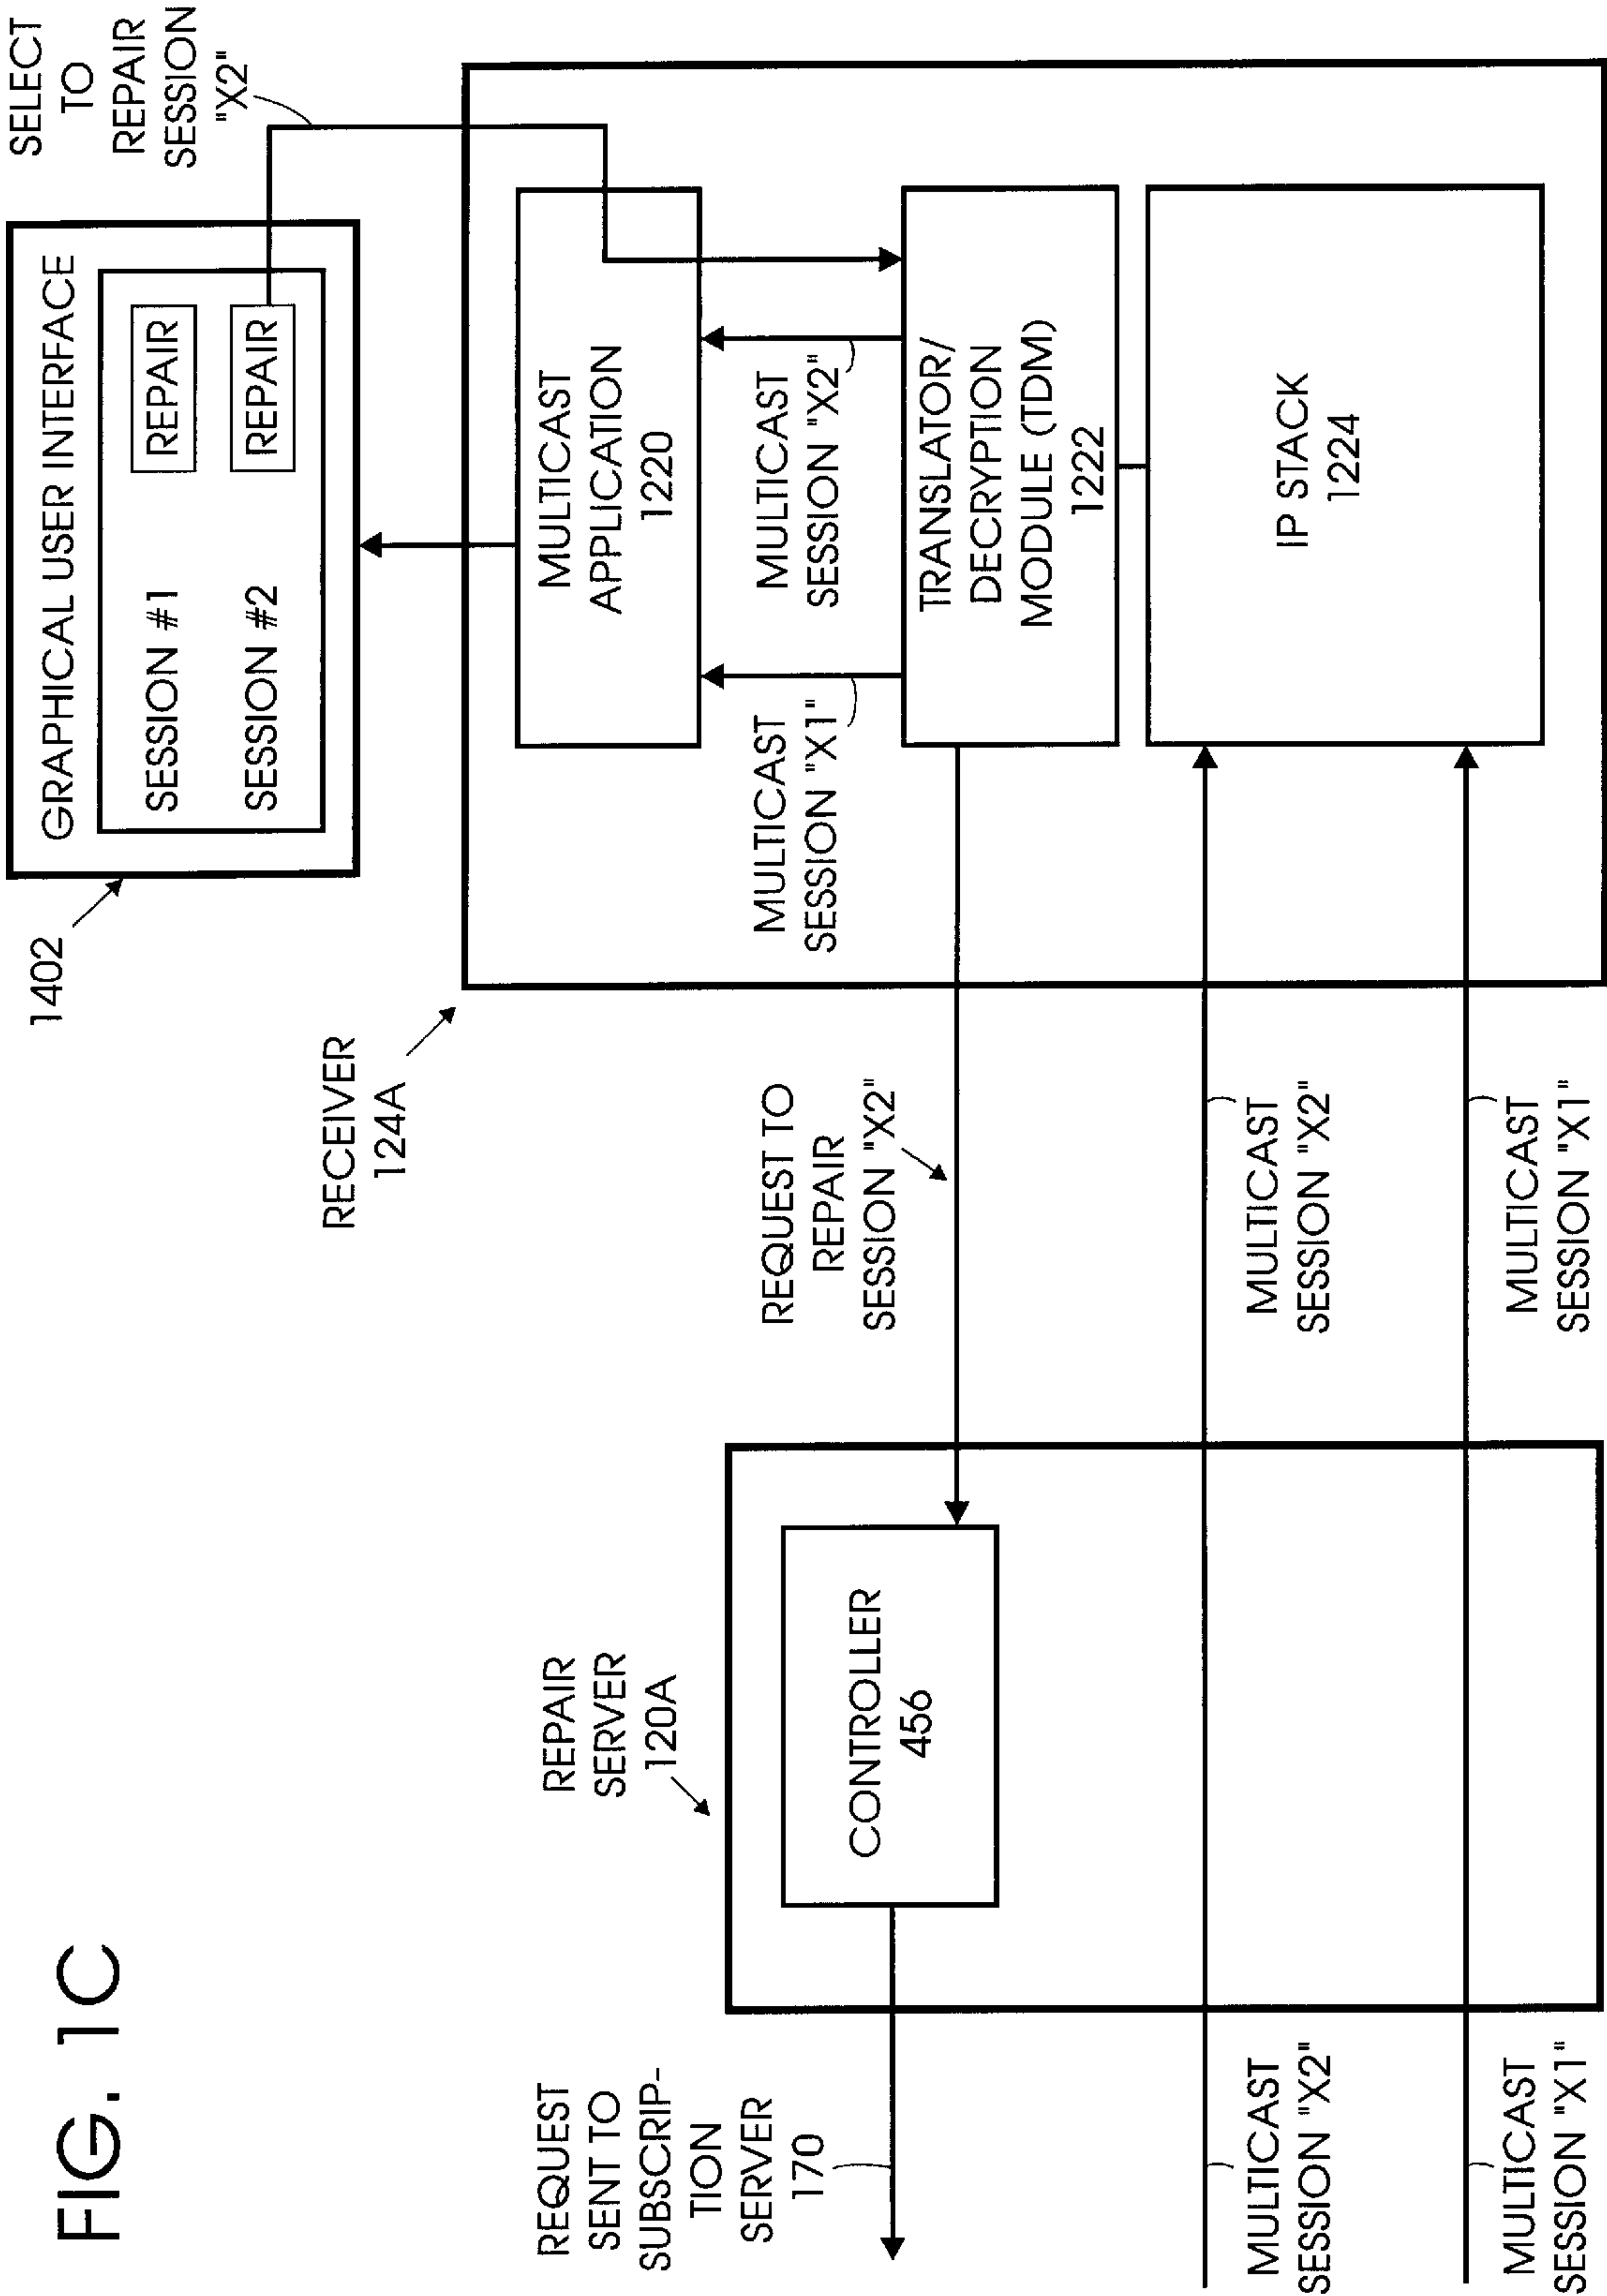 FIG. 1C
1402
GRAPHICAL USER INTERFACE
SESSION #1
REPAIR
SESSION #2
REPAIR
SELECT
TO
REPAIR
SESSION
"X2"
RECEIVER
124A
MULTICAST
APPLICATION
1220
MULTICAST
SESSION "X1"
MULTICAST
SESSION "X2"
TRANSLATOR/
DECRYPTION
MODULE (TDM)
1222
IP STACK
1224
REPAIR
SERVER
120A
CONTROLLER
456
REQUEST TO
REPAIR
SESSION "X2"
REQUEST
SENT TO
SUBSCRIP-
TION
SERVER
170
MULTICAST
SESSION "X2"
MULTICAST
SESSION "X2"
MULTICAST
SESSION "X1"
MULTICAST
SESSION "X1"